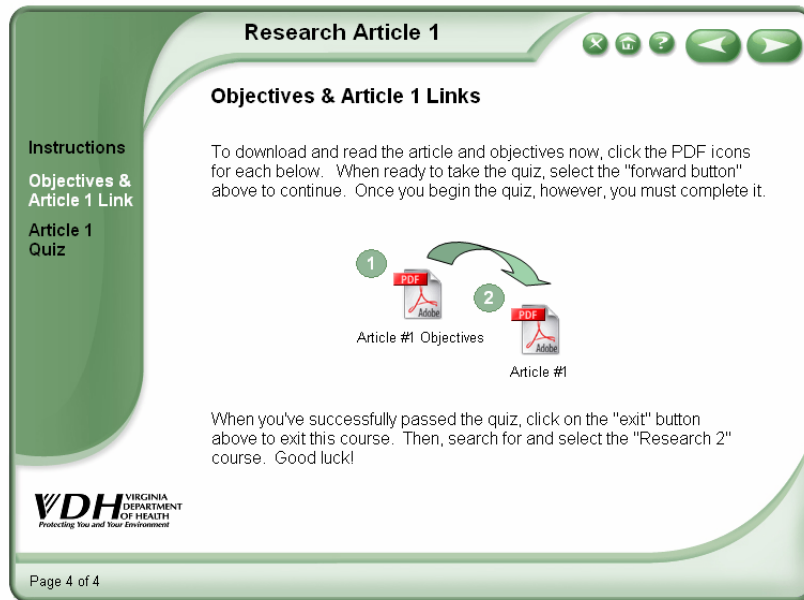 Research Article 1
?
Objectives & Article 1 Links
Instructions
Objectives &
Article 1 Link
Article 1
Quiz
To download and read the article and objectives now, click the PDF icons
for each below. When ready to take the quiz, select the "forward button"
above to continue. Once you begin the quiz, however, you must complete it.
1
PDF
Adobe
Article #1 Objectives
2
PDF
Adobe
Article #1
When you've successfully passed the quiz, click on the "exit" button
above to exit this course. Then, search for and select the "Research 2"
course. Good luck!
VDH VIRGINIA
DEPARTMENT
OF HEALTH
Protecting You and Your Environment
Page 4 of 4